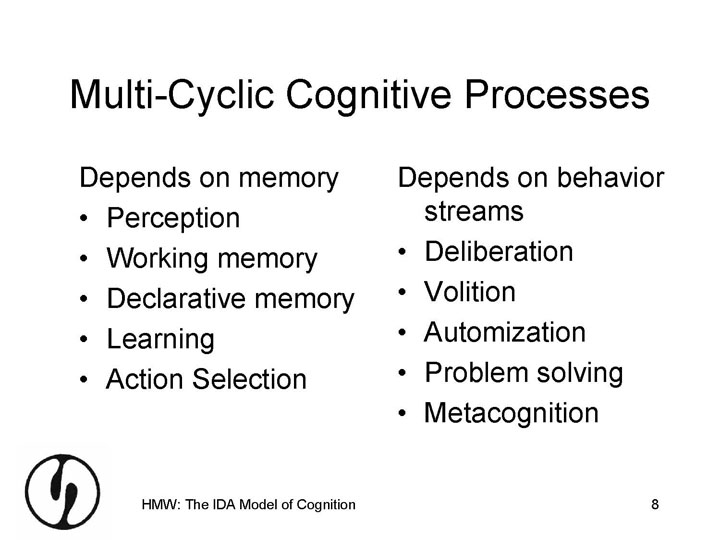 Multi-Cyclic Cognitive Processes
Depends on memory
• Perception
• Working memory
• Declarative memory
• Learning
• Action Selection
Depends on behavior
streams
• Deliberation
• Volition
• Automization
• Problem solving
• Metacognition
HMW: The IDA Model of Cognition
8